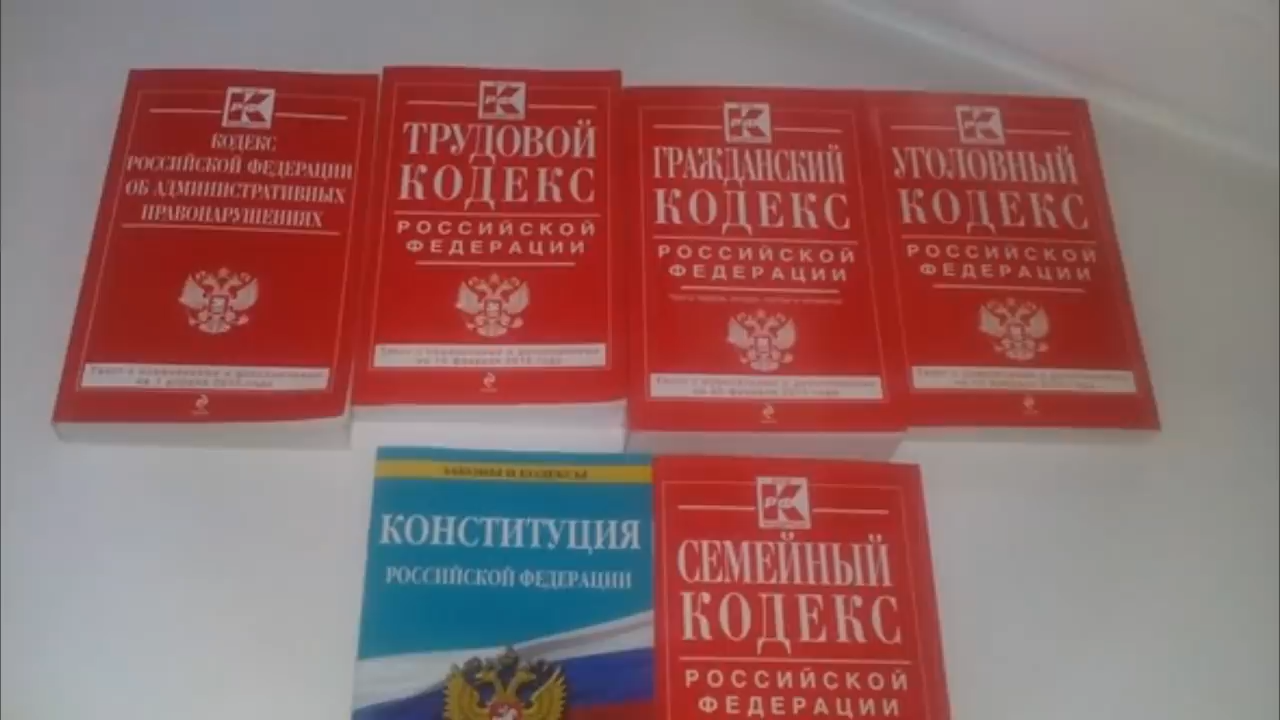 КОДЕКС
РОССИЙСКОЙ ФЕДЕРАЦИИ
ОБ АДМИНИСТРАТИВНЫХ
ПРАВОНАРУШЕНИЯХ
ТРУДОВОЙ
КОДЕКС
РОССИЙСКОЙ
ФЕДЕРАЦИИ
ГРАЖДАНСКИЙ
КОДЕКС
РОССИЙСКОЙ
ФЕДЕРАЦИИ
УГОЛОВНЫЙ
КОДЕКС
РОССИЙСКОЙ
ФЕДЕРАЦИИ
ЗАКОНЫ И КОДЕКСЫ
КОНСТИТУЦИЯ
РОССИЙСКОЙ ФЕДЕРАЦИИ
СЕМЕЙНЫЙ
КОДЕКС
РОССИЙСКОЙ
ФЕДЕРАЦИИ